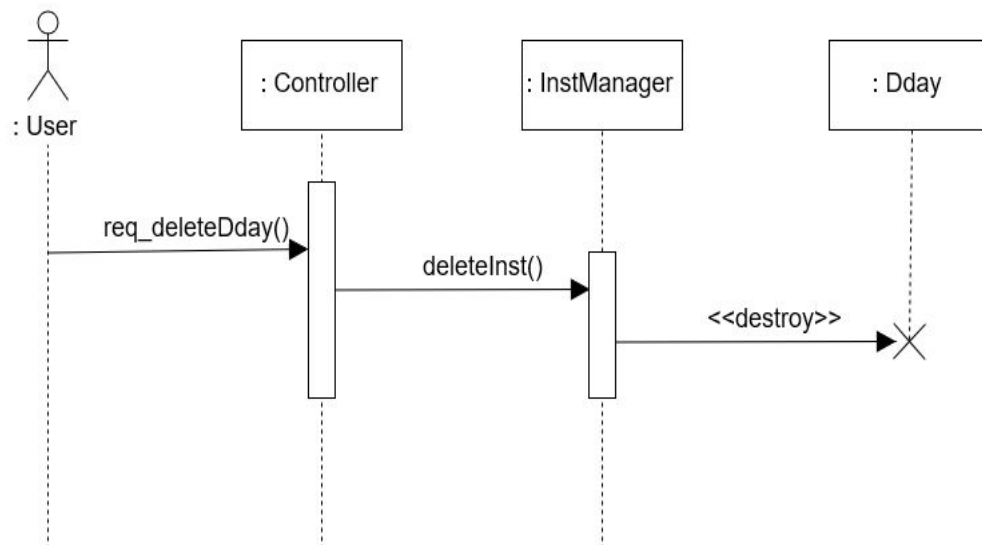 : Controller
: InstManager
: Dday
: User
req_deleteDday()
deleteInst()
<<destroy>>